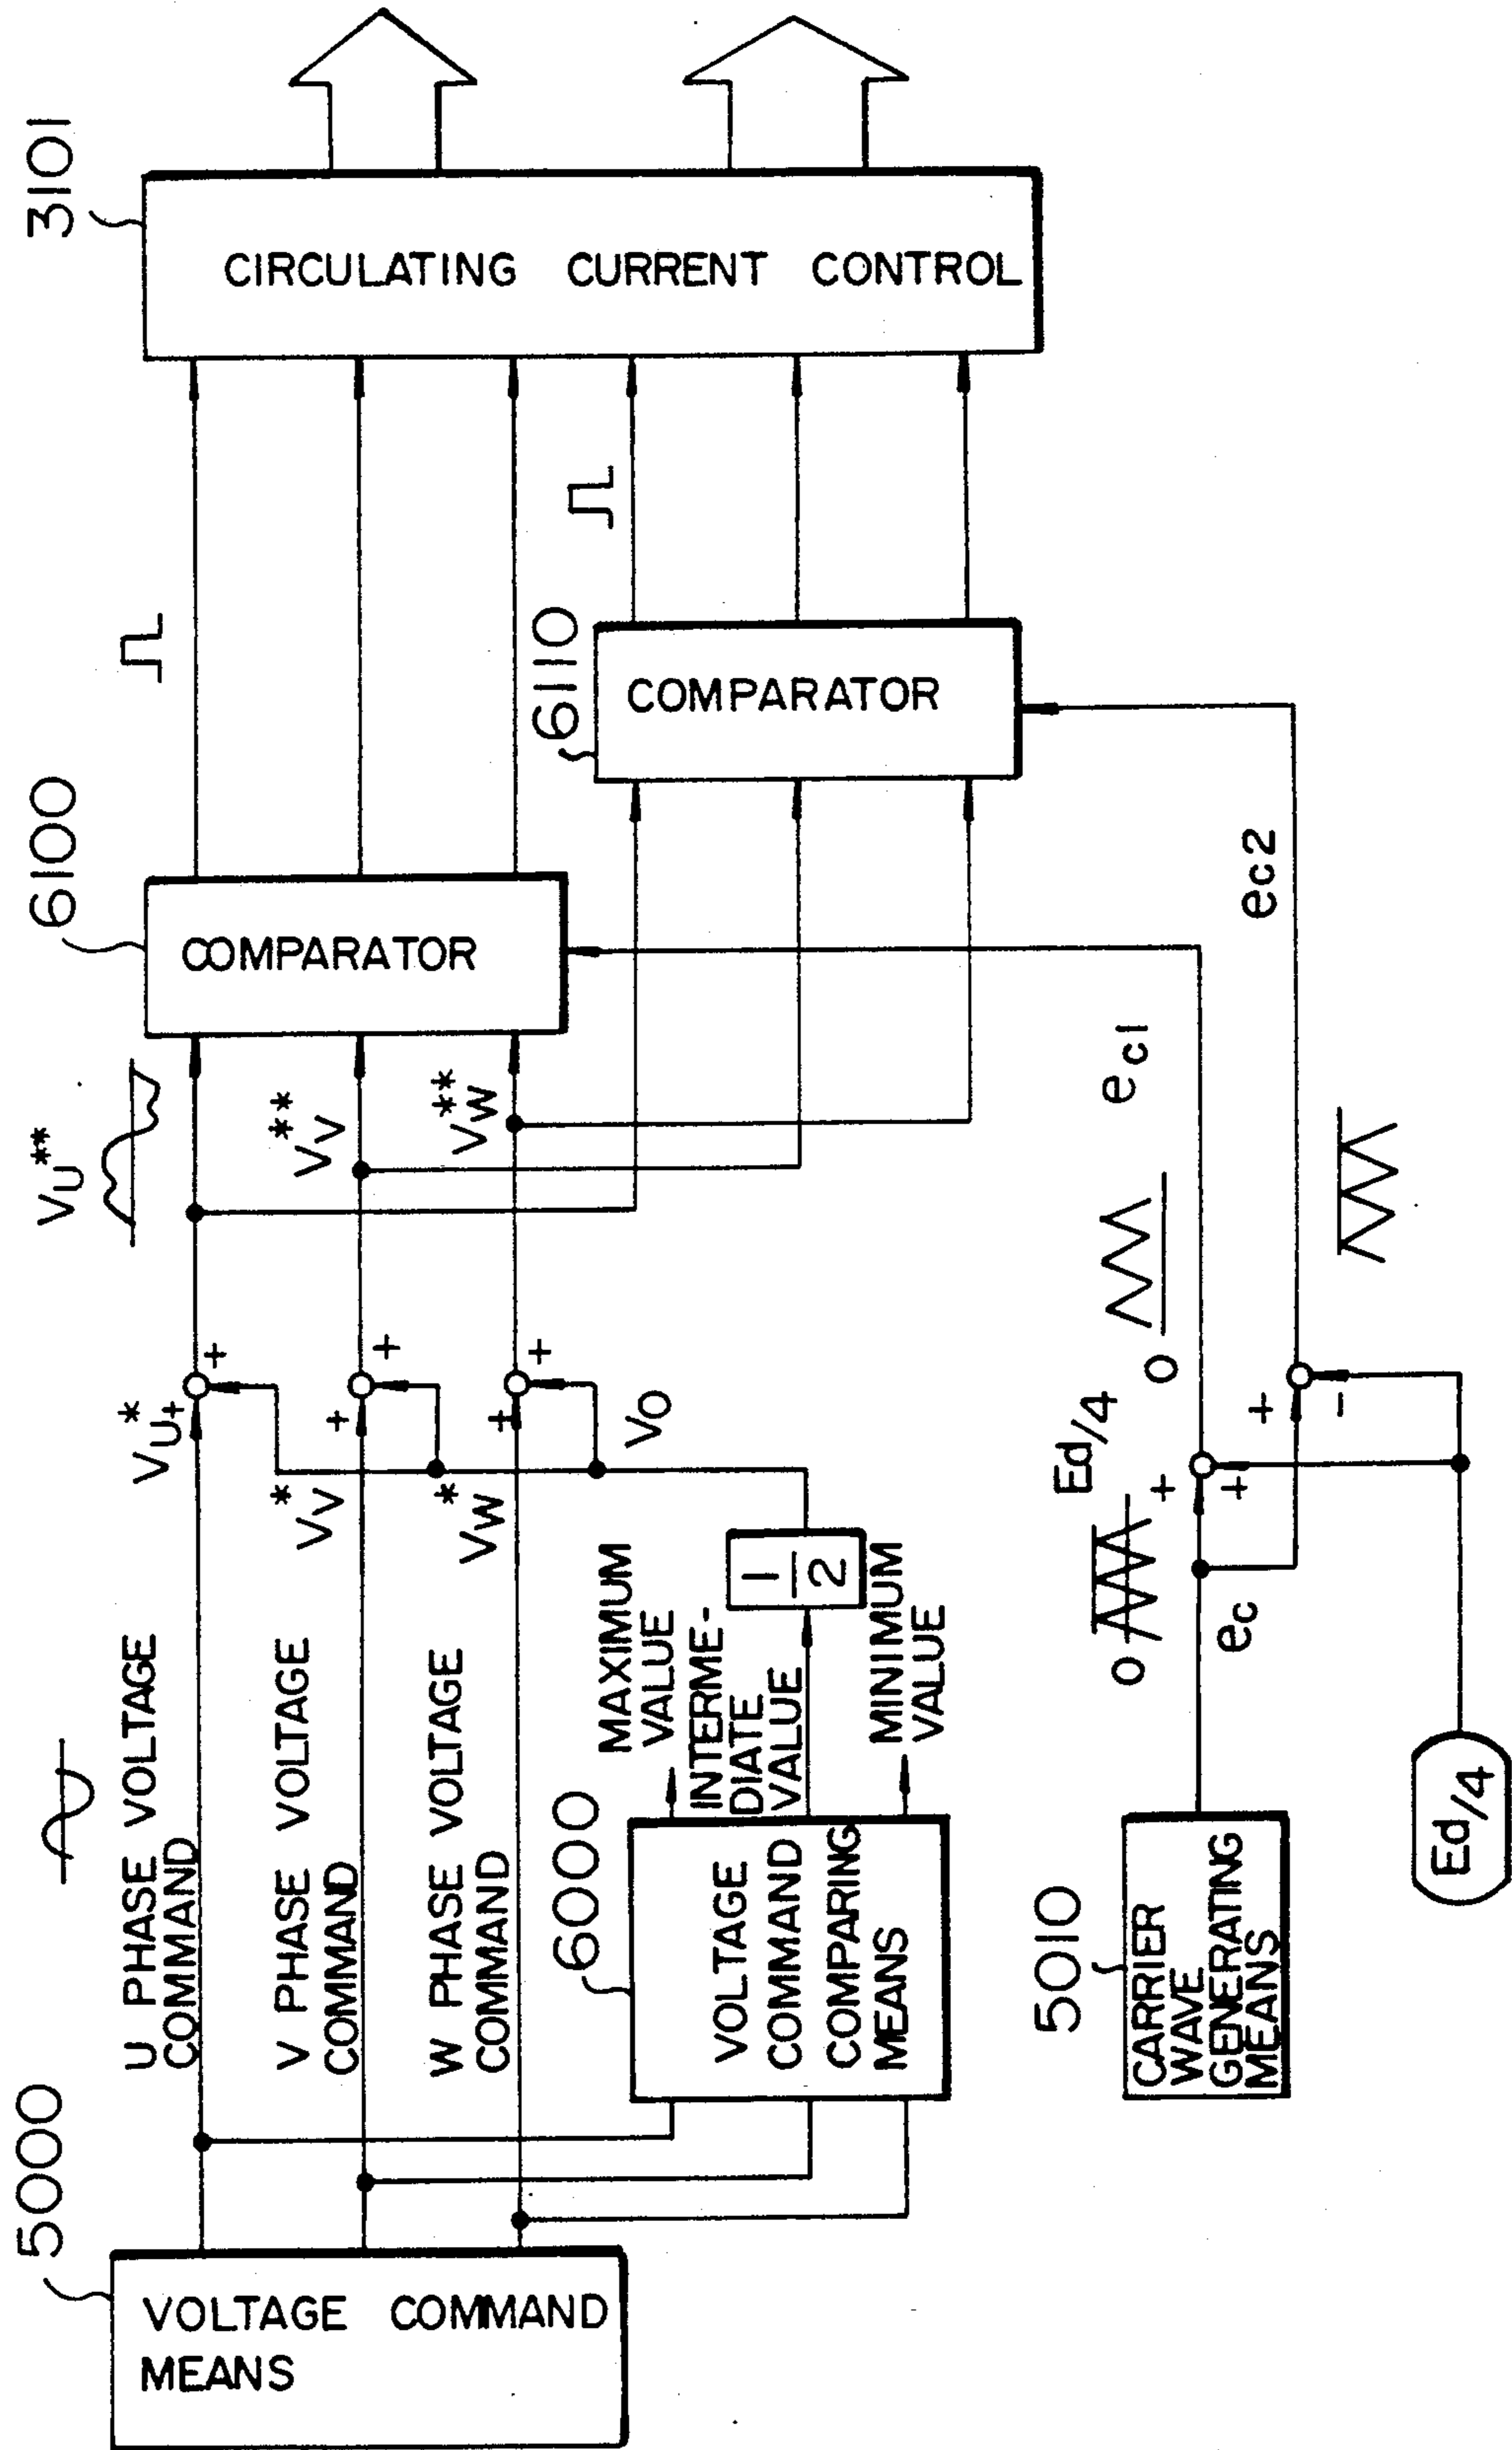 5000
VOLTAGE COMMAND
MEANS
U PHASE VOLTAGE
COMMAND
V PHASE VOLTAGE
COMMAND
W PHASE VOLTAGE
COMMAND
6000
VOLTAGE
COMMAND
COMPARING
MEANS
MAXIMUM
VALUE
INTERME-
DIATE
VALUE
MINIMUM
VALUE
1/2
VU*
+
+
VV*
+
+
VW*
+
+
VO
VU**
VV**
VW**
6100
COMPARATOR
6110
COMPARATOR
3101
CIRCULATING CURRENT CONTROL
5010
CARRIER
WAVE
GENERATING
MEANS
0
Ed/4
ec
+
+
0
ec1
+
-
ec2
Ed/4